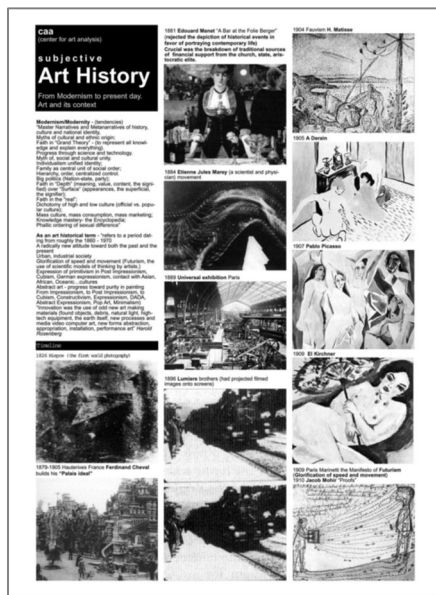 caa
(center for art analysis)
subjective
Art History
From Modernism to present day.
Art and its context
Modernism/Modernity - (tendencies)
"Master Narratives and Metanarratives of history,
culture and national identity,
Myths of cultural and ethnic origin;
Faith in "Grand Theory" - (to represent all knowl-
edge and explain everything).
Progress through science and technology.
Myth of, social and cultural unity.
Individualism unified identity;
Family as central unit of social order;
Hierarchy, order, centralized control.
Big politics (Nation-state, party);
Faith in "Depth" (meaning, value, content, the signi-
fied) over "Surface" (appearances, the superficial,
the signifier);
Faith in the "real";
Dichotomy of high and low culture (official vs. popu-
lar culture);
Mass culture, mass consumption, mass marketing;
Knowledge mastery- the Encyclopedia;
Phallic ordering of sexual difference"
As an art historical term - "refers to a period dat-
ing from roughly the 1860 - 1970
A radically new attitude toward both the past and the
present
Urban, industrial society
Glorification of speed and movement (Futurism, the
use of scientific models of thinking by artists.)
Expression of primitivism in Post Impressionism,
Cubism, German expressionism, contact with Asian,
African, Oceanic ...cultures
Abstract art - progress toward purity in painting
From Impressionism, to Post Impressionism, to
Cubism, Constructivism, Expressionism, DADA,
Abstract Expressionism, Pop Art, Minimalism)
"Innovation was the use of odd new art making
materials (found objects, debris, natural light, high-
tech equipment, the earth itself, new processes and
media video computer art, new forms abstraction,
appropriation, installation, performance art" Harold
Rosenberg
Timeline
1826 Niepce (the first world photography)
1879-1905 Hauterives France Ferdinand Cheval
builds his "Palais ideal"
1881 Edouard Manet "A Bar at the Folie Berger"
(rejected the depiction of historical events in
favor of portraying contemporary life)
Crucial was the breakdown of traditional sources
of financial support from the church, state, aris-
tocratic elite.
1884 Etienne Jules Marey (a scientist and physi-
cian) movement
1889 Universal exhibition Paris
1896 Lumiere brothers (had projected filmed
images onto screens)
1904 Fauvism H. Matisse
1905 A Derain
1907 Pablo Picasso
1909 El Kirchner
1909 Paris Marinetti the Manifesto of Futurism
(Glorification of speed and movement)
1910 Jacob Mohir "Proofs"